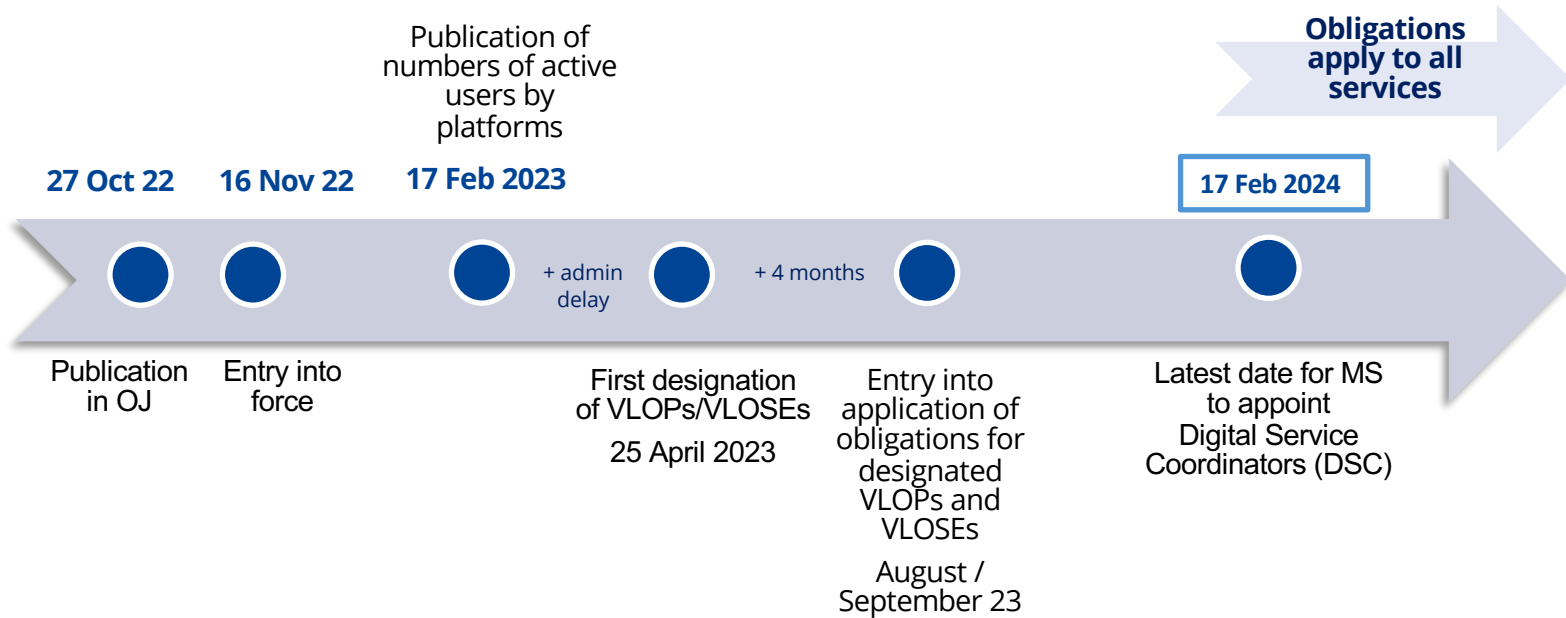 Publication of
numbers of active
users by
platforms
Obligations
apply to all
services
27 Oct 22
16 Nov 22
17 Feb 2023
17 Feb 2024
+ admin
delay
+ 4 months
Publication
in OJ
Entry into
force
First designation
of VLOPs/VLOSEs
25 April 2023
Entry into
application of
obligations for
designated
VLOPs and
VLOSEs
August /
September 23
Latest date for MS
to appoint
Digital Service
Coordinators (DSC)